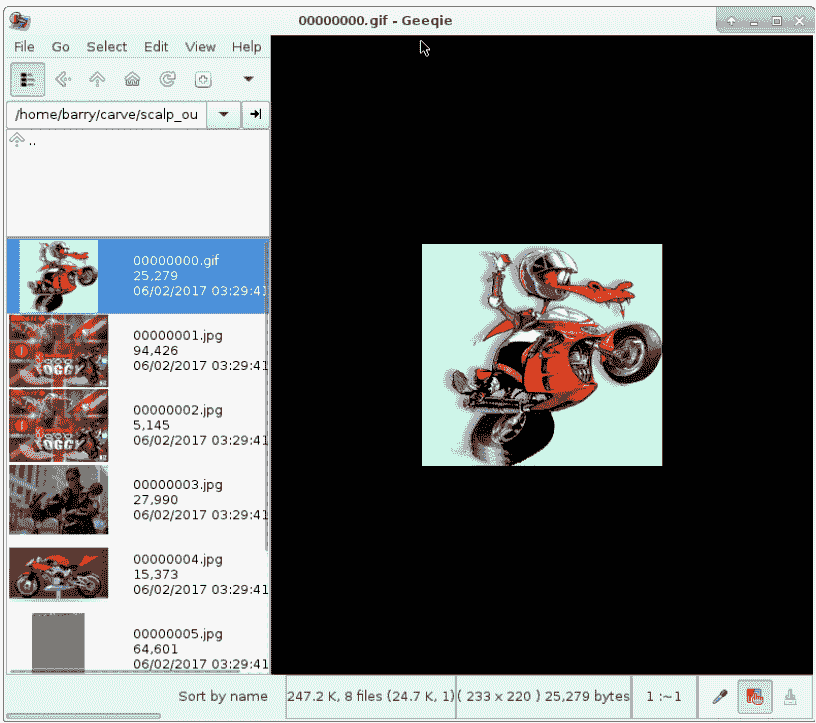 00000000.gif - Geeqie
File Go Select Edit View Help
/home/barry/carve/scalp_ou
..
00000000.gif
25,279
06/02/2017 03:29:41
00000001.jpg
94,426
06/02/2017 03:29:41
FOGGY
00000002.jpg
5,145
06/02/2017 03:29:41
FOGGY
00000003.jpg
27,990
06/02/2017 03:29:41
00000004.jpg
15,373
06/02/2017 03:29:41
00000005.jpg
64,601
06/02/2017 03:29:41
Sort by name 247.2 K, 8 files (24.7 K, 1) ( 233 x 220 ) 25,279 bytes 1 :~1